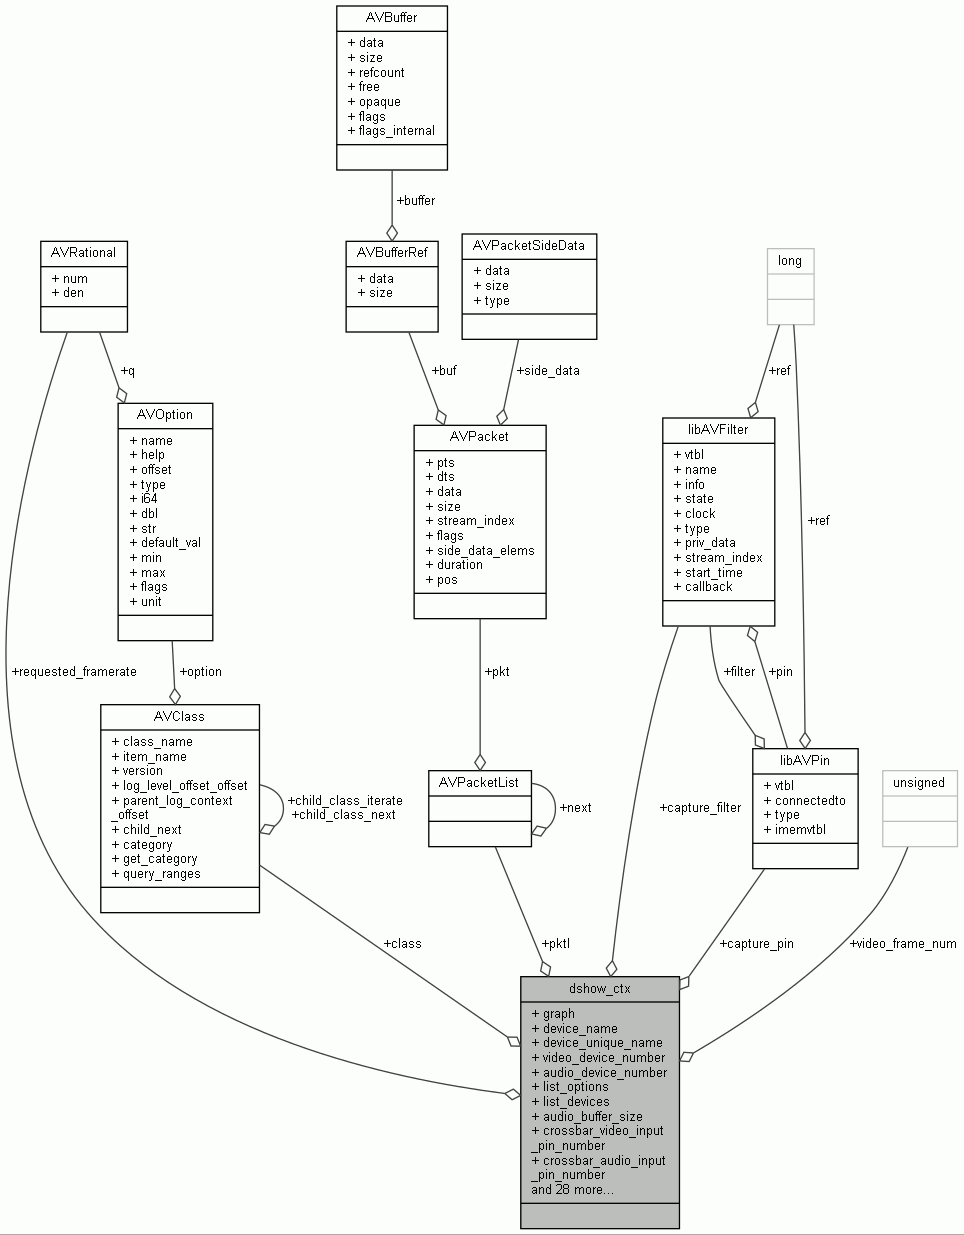 AVBuffer
+ data
+ size
+ refcount
+ free
+ opaque
+ flags
+ flags_internal
+buffer
AVRational
+ num
+ den
AVBufferRef
+ data
+ size
AVPacketSideData
+ data
+ size
+ type
long
+q
+buf
+side_data
+ref
AVOption
+ name
+ help
+ offset
+ type
+ i64
+ dbl
+ str
+ default_val
+ min
+ max
+ flags
+ unit
AVPacket
+ pts
+ dts
+ data
+ size
+ stream_index
+ flags
+ side_data_elems
+ duration
+ pos
libAVFilter
+ vtbl
+ name
+ info
+ state
+ clock
+ type
+ priv_data
+ stream_index
+ start_time
+ callback
+ref
+requested_framerate
+option
+pkt
+filter
+pin
AVClass
+ class_name
+ item_name
+ version
+ log_level_offset_offset
+ parent_log_context
_offset
+ child_next
+ category
+ get_category
+ query_ranges
+child_class_iterate
+child_class_next
AVPacketList
+next
+capture_filter
libAVPin
+ vtbl
+ connectedto
+ type
+ imemvtbl
unsigned
+class
+pktl
+capture_pin
+video_frame_num
dshow_ctx
+ graph
+ device_name
+ device_unique_name
+ video_device_number
+ audio_device_number
+ list_options
+ list_devices
+ audio_buffer_size
+ crossbar_video_input
_pin_number
+ crossbar_audio_input
_pin_number
and 28 more...